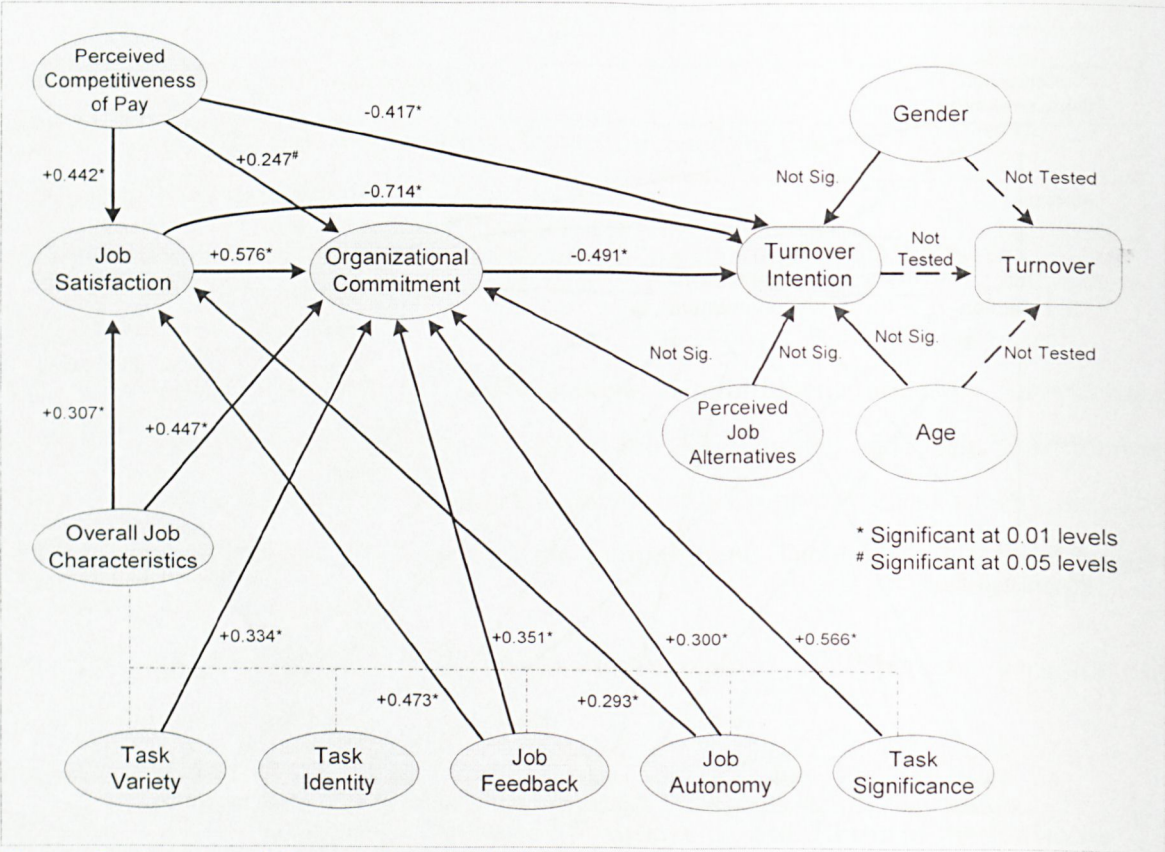 Perceived
Competitiveness
of Pay
-0.417*
Gender
+0.247#
+0.442*
Not Sig.
Not Tested
-0.714*
Job
Satisfaction
+0.576*
Organizational
Commitment
-0.491*
Turnover
Intention
Not
Tested
Turnover
Not Sig.
Not Sig.
Not Sig.
Not Tested
+0.307*
+0.447*
Perceived
Job
Alternatives
Age
Overall Job
Characteristics
* Significant at 0.01 levels
# Significant at 0.05 levels
+0.334*
+0.351*
+0.300*
+0.566*
+0.473*
+0.293*
Task
Variety
Task
Identity
Job
Feedback
Job
Autonomy
Task
Significance